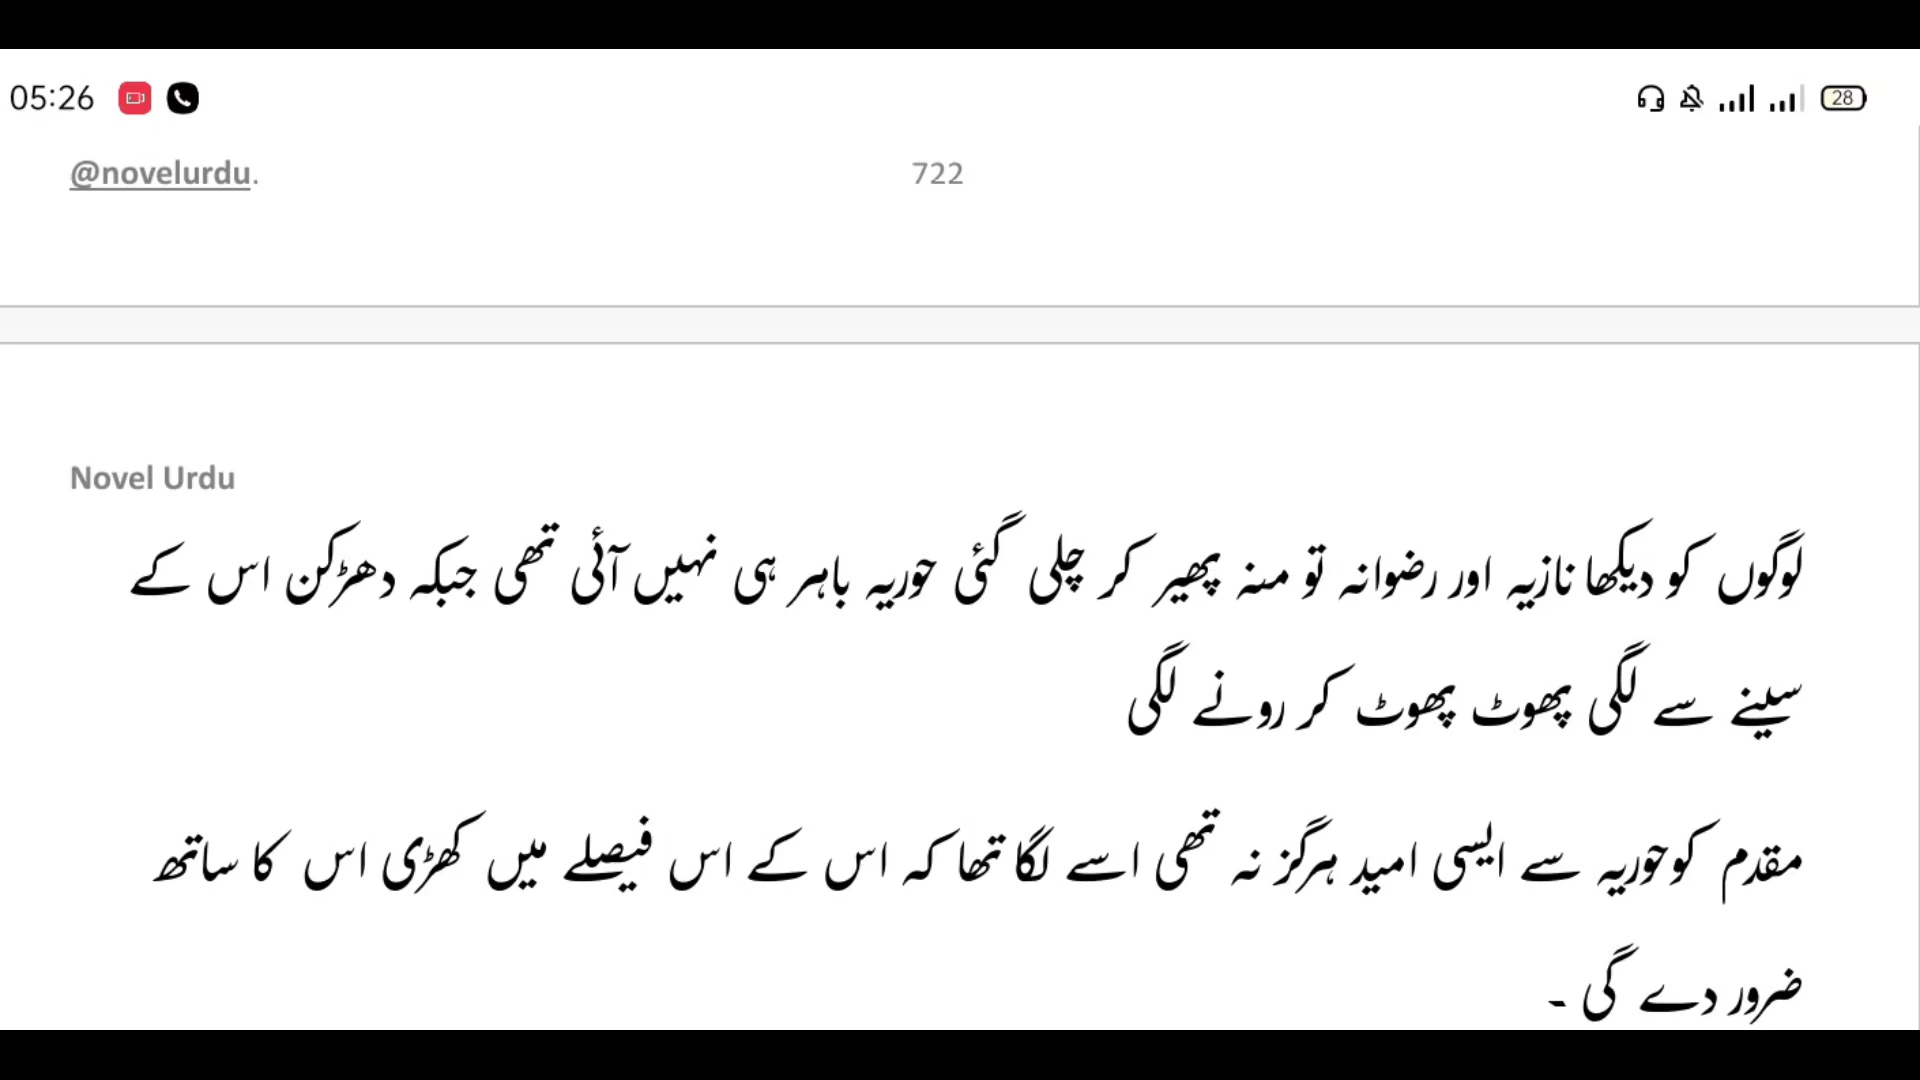 05:26
28
@novelurdu.
722
Novel Urdu
لوگوں کو دیکھا نازیہ اور رضوانہ تو منہ پھیر کر چلی گئی حوریہ باہر ہی نہیں آئی تھی جبکہ دھڑکن اس کے
سینے سے لگی پھوٹ پھوٹ کر رونے لگی
مقدم کو حوریہ سے ایسی امید ہرگز نہ تھی اسے لگا تھا کہ اس کے اس فیصلے میں کھڑی اس کا ساتھ
ضرور دے گی ۔